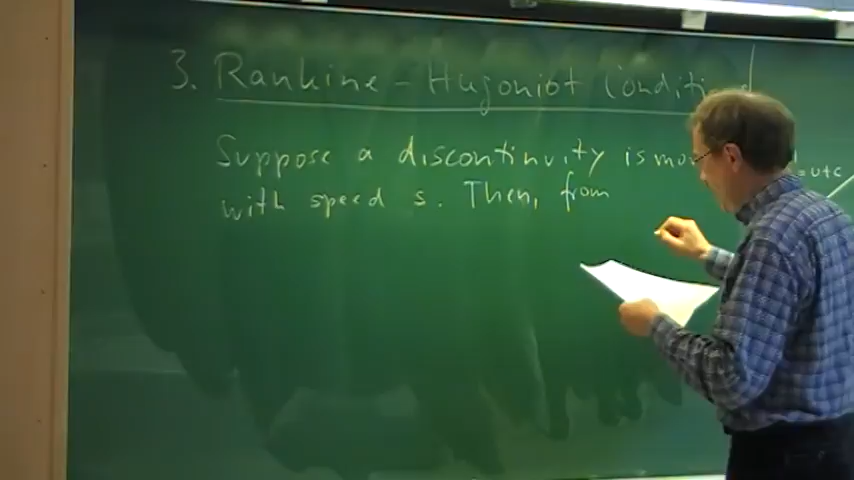 3. Rankine - Hugoniot
Suppose a discontinuity is
with speed s. Then, from
= u+c